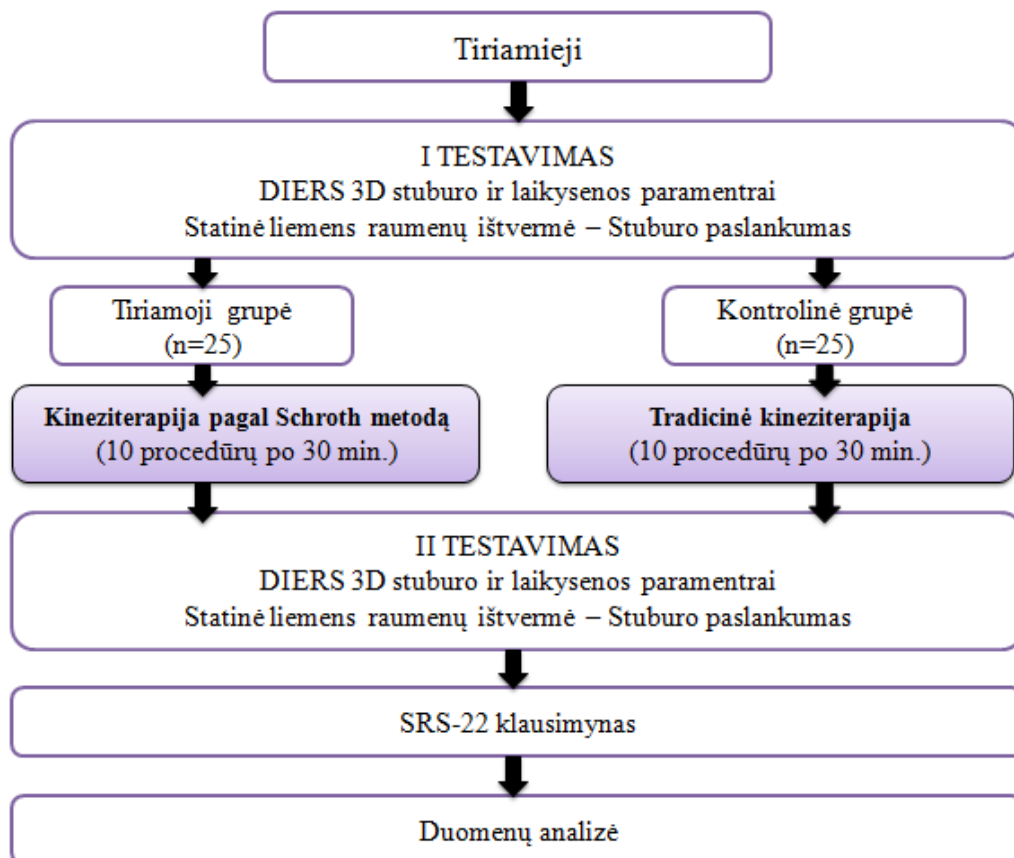 Tiriamieji
I TESTAVIMAS
DIERS 3D stuburo ir laikysenos paramentrai
Statinė liemens raumenų ištvermė – Stuburo paslankumas
Tiriamoji grupė
(n=25)
Kontrolinė grupė
(n=25)
Kineziterapija pagal Schroth metodą
(10 procedūrų po 30 min.)
Tradicinė kineziterapija
(10 procedūrų po 30 min.)
II TESTAVIMAS
DIERS 3D stuburo ir laikysenos paramentrai
Statinė liemens raumenų ištvermė – Stuburo paslankumas
SRS-22 klausimynas
Duomenų analizė